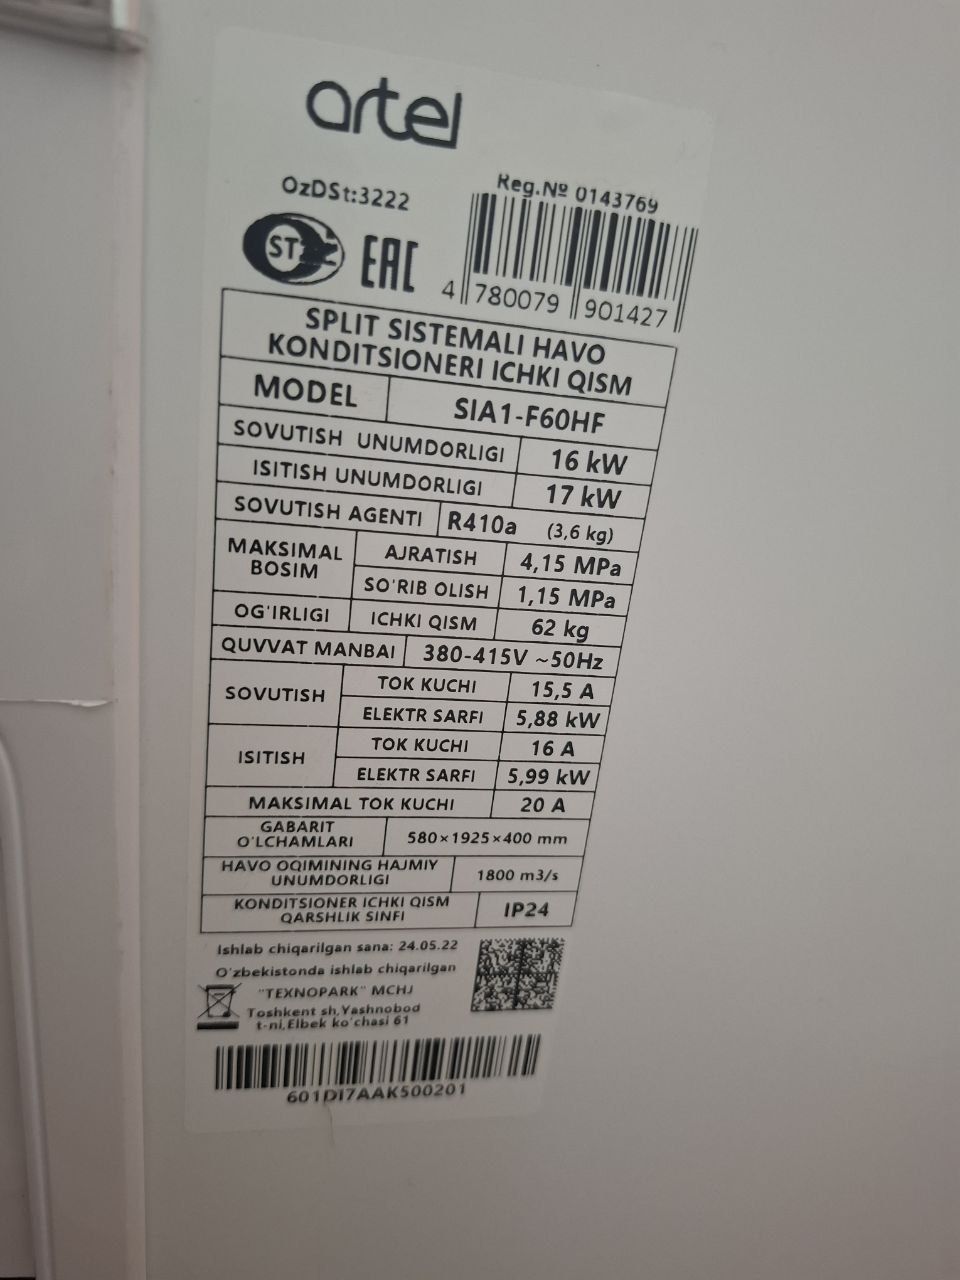 artel
OzDSt:3222
Reg.№ 0143769
ST
EAC
4 780079 901427
SPLIT SISTEMALI HAVO
KONDITSIONERI ICHKI QISM
MODEL SIA1-F60HF
SOVUTISH UNUMDORLIGI 16 kW
ISITISH UNUMDORLIGI 17 kW
SOVUTISH AGENTI R410a (3,6 kg)
MAKSIMAL BOSIM AJRATISH 4,15 MPa
SO'RIB OLISH 1,15 MPa
OG'IRLIGI ICHKI QISM 62 kg
QUVVAT MANBAI 380-415V ~50Hz
SOVUTISH TOK KUCHI 15,5 A
ELEKTR SARFI 5,88 kW
ISITISH TOK KUCHI 16 A
ELEKTR SARFI 5,99 kW
MAKSIMAL TOK KUCHI 20 A
GABARIT
O'LCHAMLARI 580×1925×400 mm
HAVO OQIMINING HAJMIY
UNUMDORLIGI 1800 m3/s
KONDITSIONER ICHKI QISM
QARSHLIK SINFI IP24
Ishlab chiqarilgan sana: 24.05.22
O'zbekistonda ishlab chiqarilgan
"TEXNOPARK" MCHJ
Toshkent sh,Yashnobod
t-ni,Elbek ko'chasi 61
601DI7AAK500201